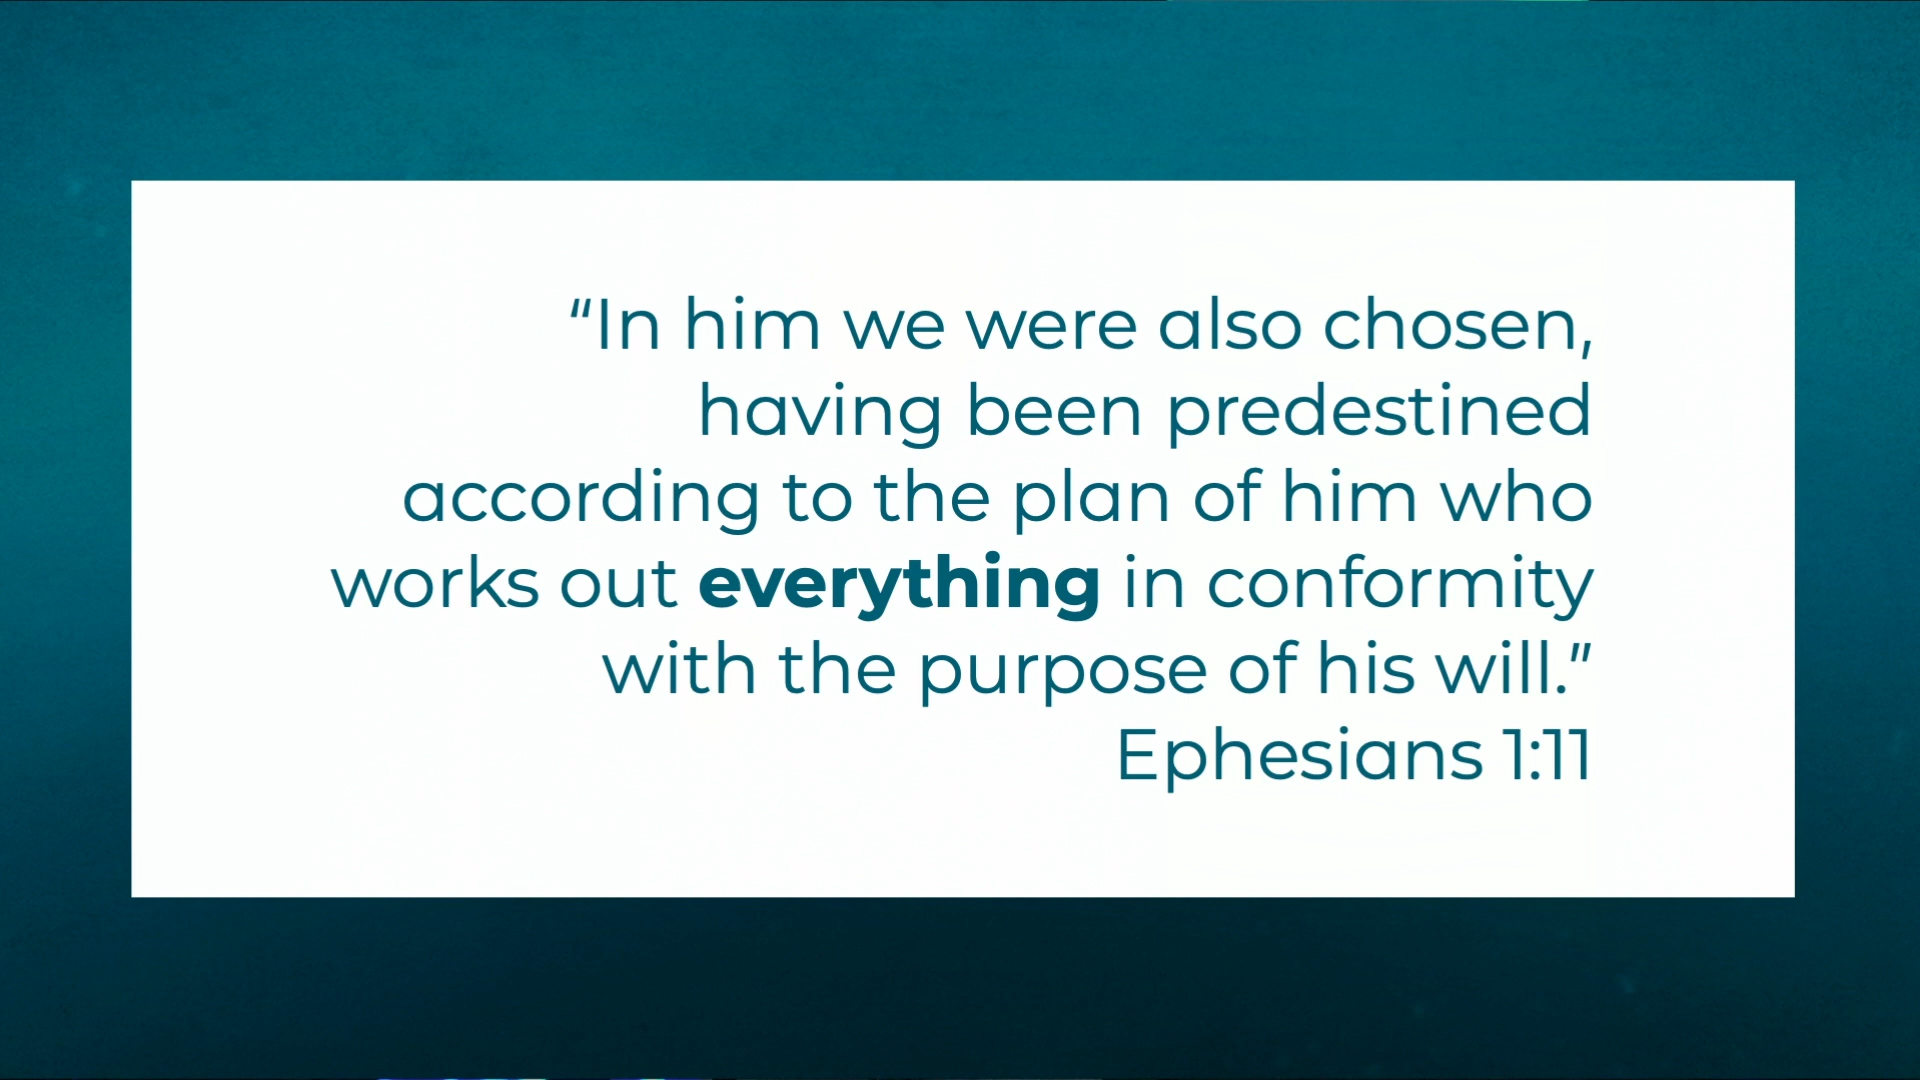 “In him we were also chosen,
having been predestined
according to the plan of him who
works out everything in conformity
with the purpose of his will.”
Ephesians 1:11